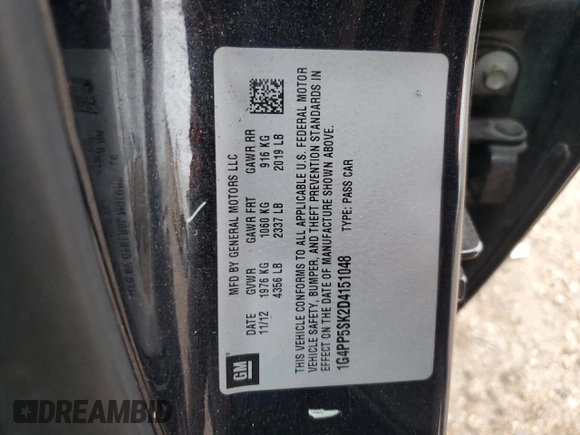 MFD BY GENERAL MOTORS LLC
DATE GVWR GAWR FRT GAWR RR
11/12 1976 KG 1060 KG 916 KG
4356 LB 2337 LB 2019 LB
THIS VEHICLE CONFORMS TO ALL APPLICABLE U.S. FEDERAL MOTOR
VEHICLE SAFETY, BUMPER, AND THEFT PREVENTION STANDARDS IN
EFFECT ON THE DATE OF MANUFACTURE SHOWN ABOVE.
1G4PP5SK2D4151048 TYPE: PASS CAR
GM
DREAMBID